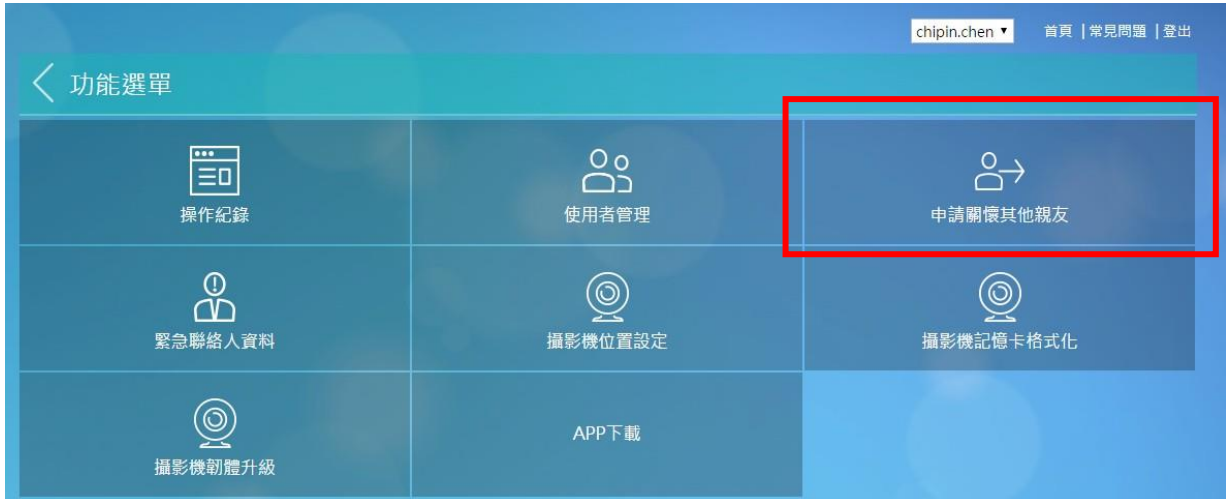 chipin.chen 首頁 | 常見問題 | 登出
功能選單
操作紀錄 使用者管理 申請關懷其他親友
緊急聯絡人資料 攝影機位置設定 攝影機記憶卡格式化
攝影機韌體升級 APP下載